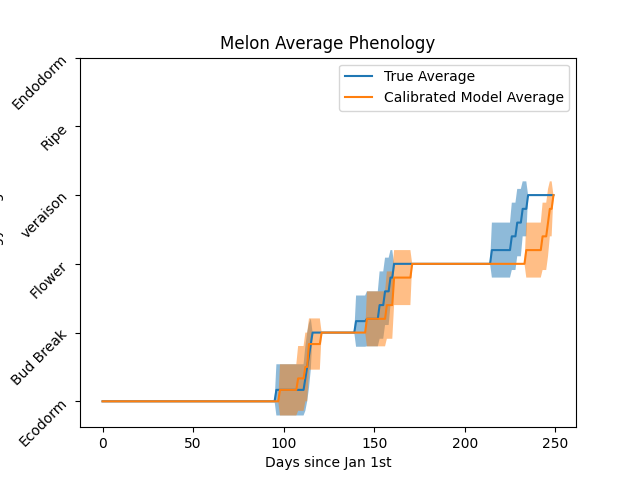 Melon Average Phenology
True Average
Calibrated Model Average
Endodorm
Ripe
veraison
Flower
Bud Break
Ecodorm
0 50 100 150 200 250
Days since Jan 1st